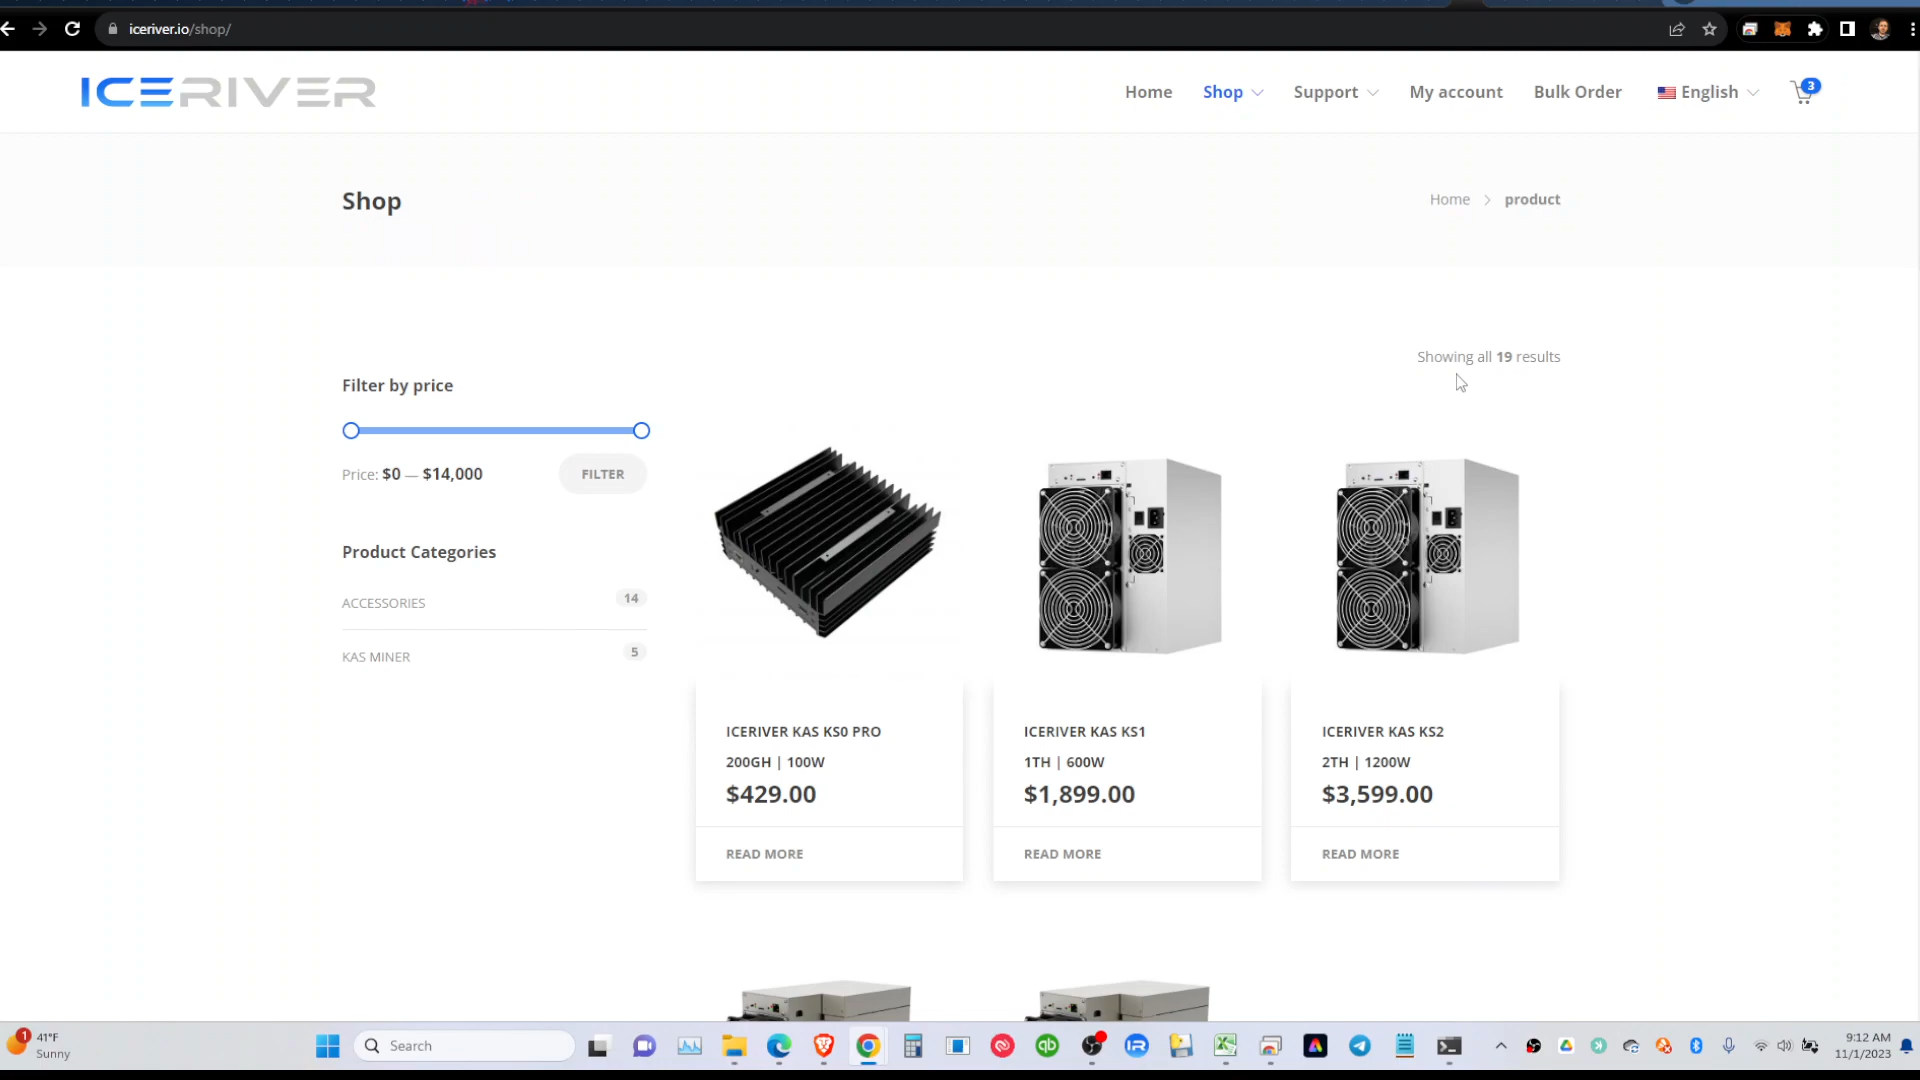 iceriver.io/shop/
ICERIVER
Home
Shop
Support
My account
Bulk Order
English
3
Shop
Home
product
Showing all 19 results
Filter by price
Price: $0 — $14,000
FILTER
Product Categories
ACCESSORIES
14
KAS MINER
5
ICERIVER KAS KS0 PRO
200GH | 100W
$429.00
READ MORE
ICERIVER KAS KS1
1TH | 600W
$1,899.00
READ MORE
ICERIVER KAS KS2
2TH | 1200W
$3,599.00
READ MORE
1
41°F
Sunny
Search
qb
IR
9:12 AM
11/1/2023